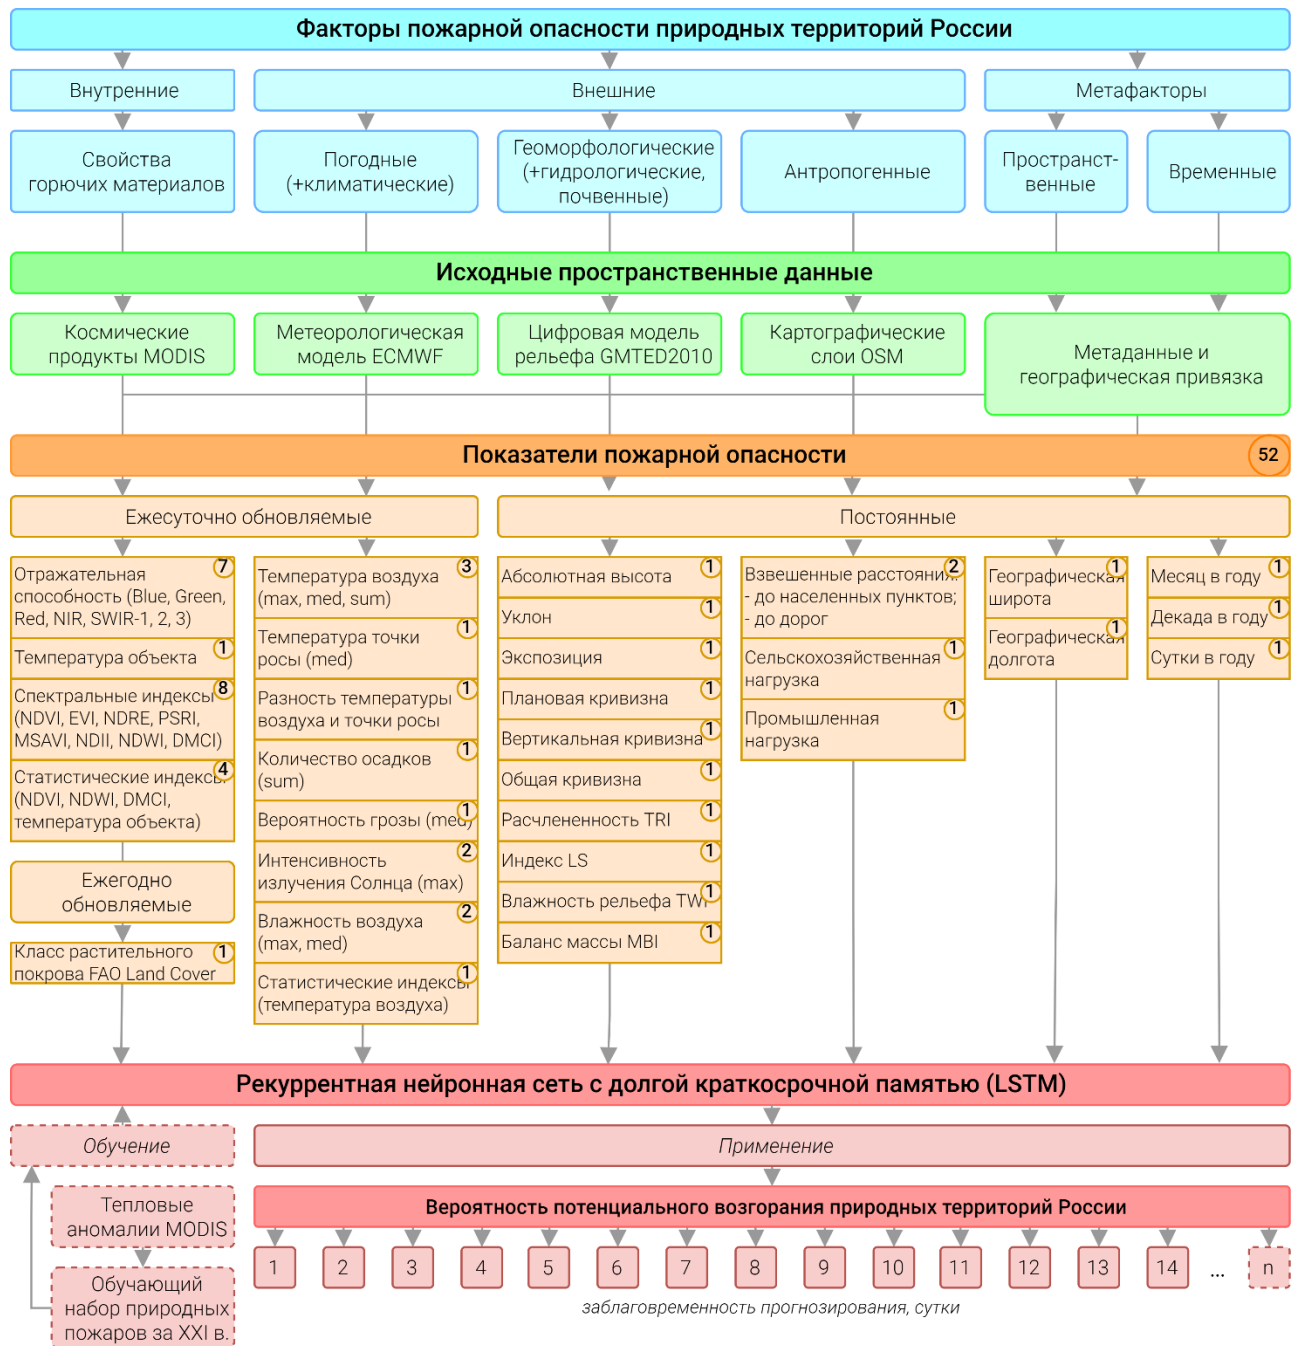 Факторы пожарной опасности природных территорий России
Внутренние
Внешние
Метафакторы
Свойства
горючих материалов
Погодные
(+климатические)
Геоморфологические
(+гидрологические,
почвенные)
Антропогенные
Пространст-
венные
Временные
Исходные пространственные данные
Космические
продукты MODIS
Метеорологическая
модель ECMWF
Цифровая модель
рельефа GMTED2010
Картографические
слои OSM
Метаданные и
географическая привязка
Показатели пожарной опасности
52
Ежесуточно обновляемые
Постоянные
Отражательная
способность (Blue, Green,
Red, NIR, SWIR-1, 2, 3)
7
Температура объекта
1
Спектральные индексы
(NDVI, EVI, NDRE, PSRI,
MSAVI, NDII, NDWI, DMCI)
8
Статистические индексы
(NDVI, NDWI, DMCI,
температура объекта)
4
Ежегодно
обновляемые
Класс растительного
покрова FAO Land Cover
1
Температура воздуха
(max, med, sum)
3
Температура точки
росы (med)
1
Разность температуры
воздуха и точки росы
1
Количество осадков
(sum)
1
Вероятность грозы (med)
1
Интенсивность
излучения Солнца (max)
2
Влажность воздуха
(max, med)
2
Статистические индексы
(температура воздуха)
1
Абсолютная высота
1
Уклон
1
Экспозиция
1
Плановая кривизна
1
Вертикальная кривизна
1
Общая кривизна
1
Расчлененность TRI
1
Индекс LS
1
Влажность рельефа TWI
1
Баланс массы MBI
1
Взвешенные расстояния:
- до населенных пунктов;
- до дорог
2
Сельскохозяйственная
нагрузка
1
Промышленная
нагрузка
1
Географическая
широта
1
Географическая
долгота
1
Месяц в году
1
Декада в году
1
Сутки в году
1
Рекуррентная нейронная сеть с долгой краткосрочной памятью (LSTM)
Обучение
Применение
Тепловые
аномалии MODIS
Обучающий
набор природных
пожаров за XXI в.
Вероятность потенциального возгорания природных территорий России
1 2 3 4 5 6 7 8 9 10 11 12 13 14 ... n
заблаговременность прогнозирования, сутки